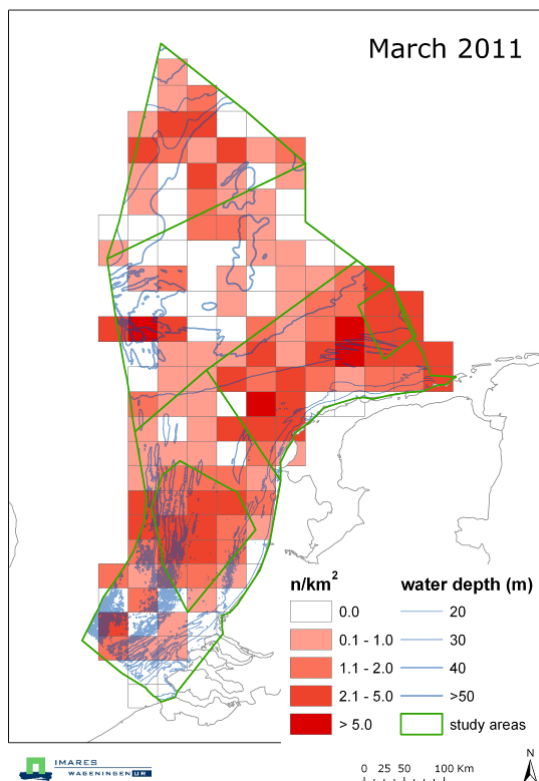 March 2011
n/km²
0.0
0.1 - 1.0
1.1 - 2.0
2.1 - 5.0
> 5.0
water depth (m)
20
30
40
>50
study areas
IMARES
WAGENINGEN UR
0 25 50 100 Km
N